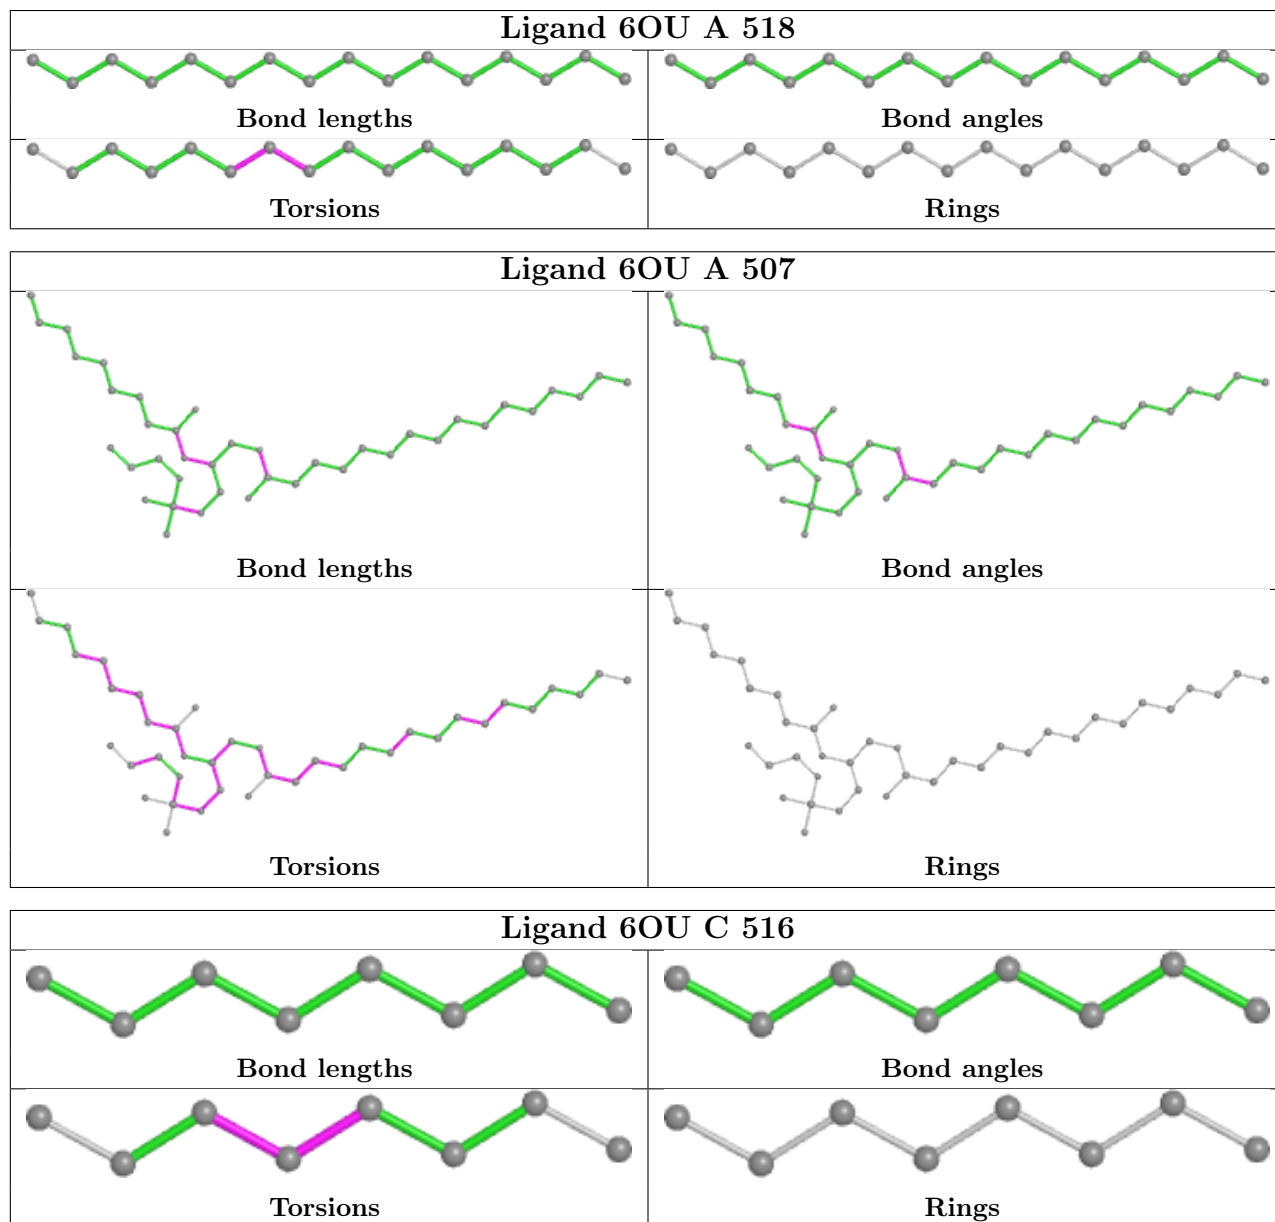 Ligand 6OU A 518
Bond lengths
Bond angles
Torsions
Rings
Ligand 6OU A 507
Bond lengths
Bond angles
Torsions
Rings
Ligand 6OU C 516
Bond lengths
Bond angles
Torsions
Rings